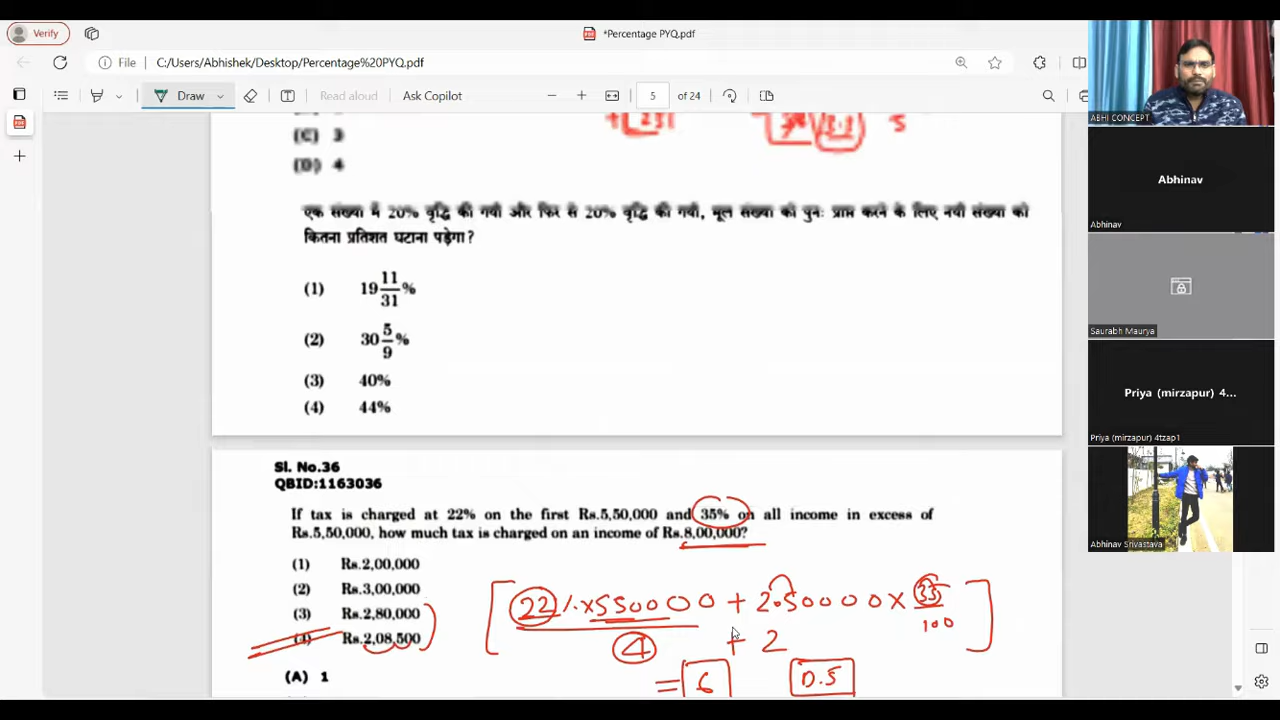 Verify
*Percentage PYQ.pdf
File C:/Users/Abhishek/Desktop/Percentage%20PYQ.pdf
Draw
Read aloud
Ask Copilot
5 of 24
(C) 3
(D) 4
एक संख्या में 20% वृद्धि की गयी और फिर से 20% वृद्धि की गयी, मूल संख्या को पुनः प्राप्त करने के लिए नयी संख्या को
कितना प्रतिशत घटाना पड़ेगा?
(1) 19 11/31 %
(2) 30 5/9 %
(3) 40%
(4) 44%
Sl. No.36
QBID:1163036
If tax is charged at 22% on the first Rs.5,50,000 and 35% on all income in excess of
Rs.5,50,000, how much tax is charged on an income of Rs.8,00,000?
(1) Rs.2,00,000
(2) Rs.3,00,000
(3) Rs.2,80,000
(4) Rs.2,08,500
(A) 1
22 % × 550000 + 2.50000 × 35/100
4 + 2
= 6
0.5
ABHI CONCEPT
Abhinav
Abhinav
Saurabh Maurya
Priya (mirzapur) 4...
Priya (mirzapur) 4tzap1
Abhinav Srivastava